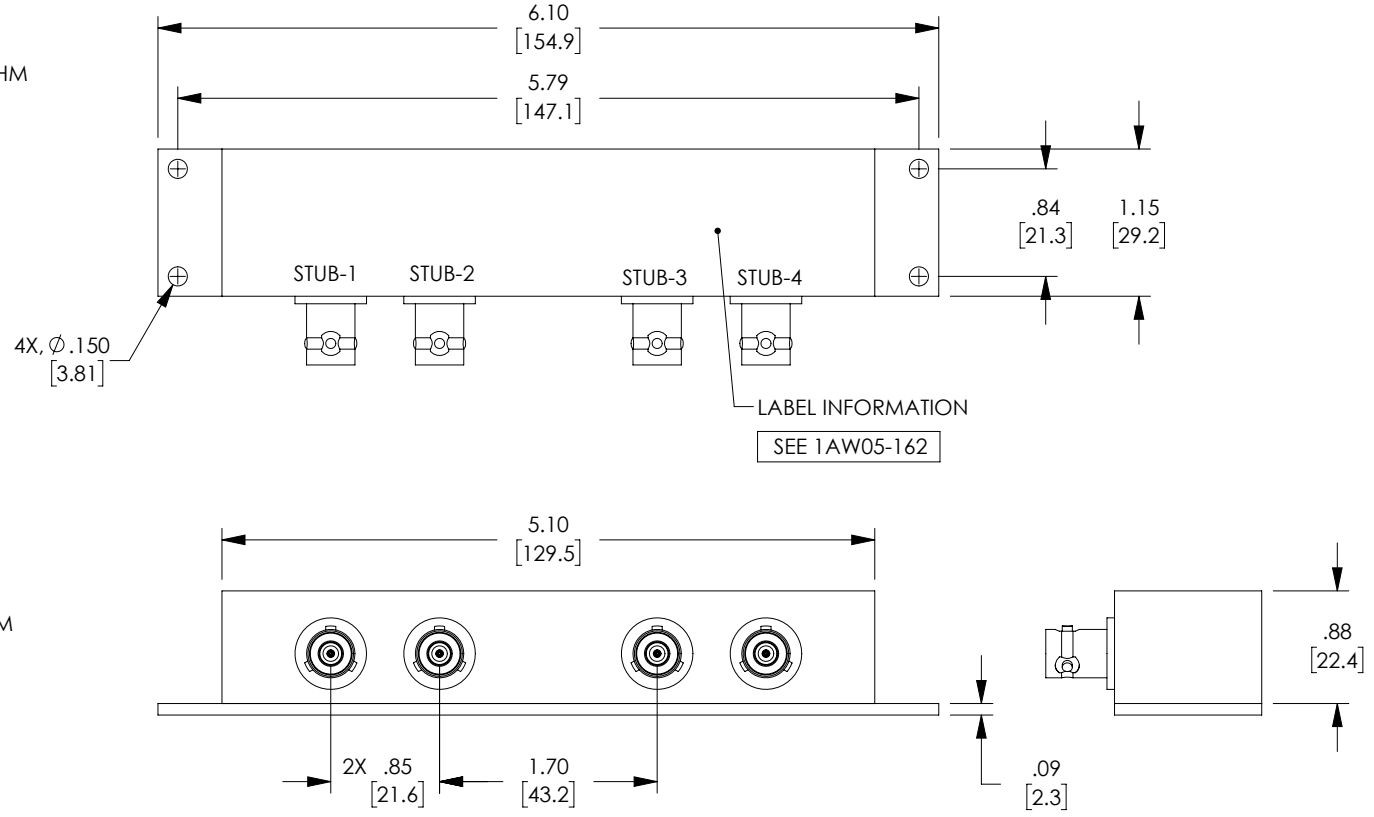 6.10
[154.9]
HM
5.79
[147.1]
.84
[21.3]
1.15
[29.2]
STUB-1
STUB-2
STUB-3
STUB-4
4X, Ø.150
[3.81]
LABEL INFORMATION
SEE 1AW05-162
5.10
[129.5]
M
.88
[22.4]
2X .85
[21.6]
1.70
[43.2]
.09
[2.3]